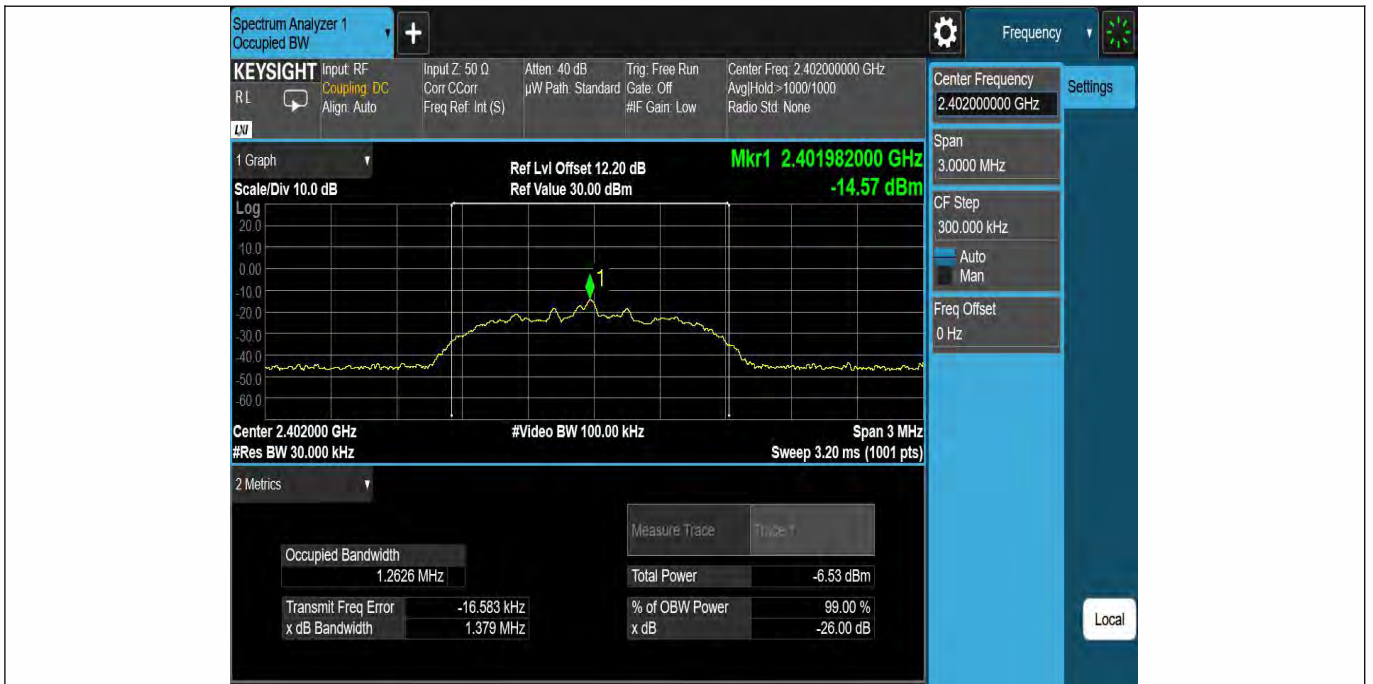 Spectrum Analyzer 1
Occupied BW
+
Frequency
KEYSIGHT
RL
LXI
Input: RF
Coupling: DC
Align: Auto
Input Z: 50 Ω
Corr CCorr
Freq Ref: Int (S)
Atten: 40 dB
µW Path: Standard
Trig: Free Run
Gate: Off
#IF Gain: Low
Center Freq: 2.402000000 GHz
Avg|Hold:>1000/1000
Radio Std: None
Center Frequency
2.402000000 GHz
Settings
Span
3.0000 MHz
CF Step
300.000 kHz
Auto
Man
Freq Offset
0 Hz
Local
1 Graph
Scale/Div 10.0 dB
Ref Lvl Offset 12.20 dB
Ref Value 30.00 dBm
Mkr1 2.401982000 GHz
-14.57 dBm
Log
20.0
10.0
0.00
-10.0
-20.0
-30.0
-40.0
-50.0
-60.0
1
Center 2.402000 GHz
#Res BW 30.000 kHz
#Video BW 100.00 kHz
Span 3 MHz
Sweep 3.20 ms (1001 pts)
2 Metrics
Measure Trace
Trace 1
Occupied Bandwidth
1.2626 MHz
Total Power -6.53 dBm
Transmit Freq Error -16.583 kHz
% of OBW Power 99.00 %
x dB Bandwidth 1.379 MHz
x dB -26.00 dB